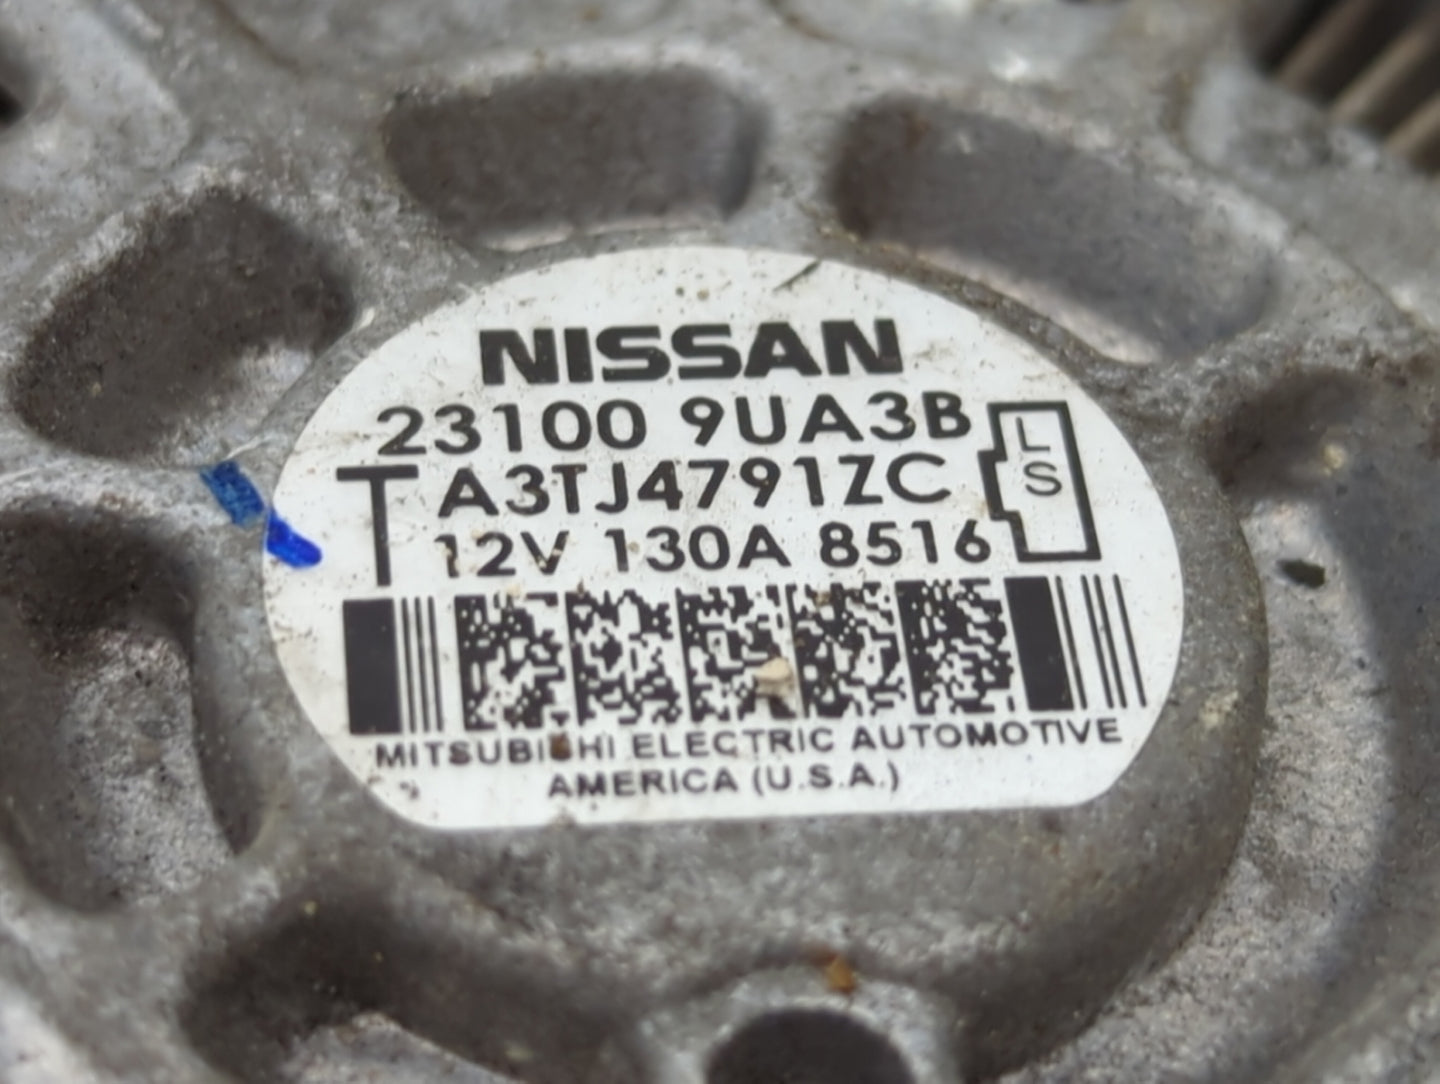 NISSAN
23100 9UA3B
T A3TJ4791ZC
12V 130A 8516
L
S
MITSUBISHI ELECTRIC AUTOMOTIVE
AMERICA (U.S.A.)